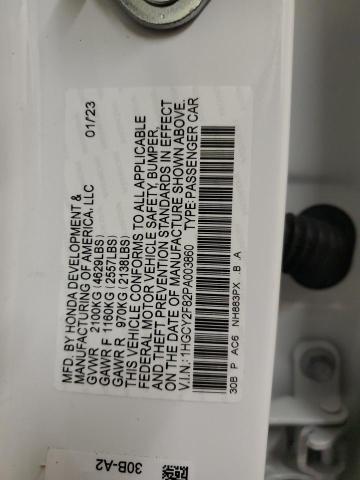 MFD. BY HONDA DEVELOPMENT &
MANUFACTURING OF AMERICA, LLC 01/23
GVWR 2100KG(4629LBS)
GAWR F 1160KG(2557LBS)
GAWR R 970KG(2138LBS)
THIS VEHICLE CONFORMS TO ALL APPLICABLE
FEDERAL MOTOR VEHICLE SAFETY, BUMPER,
AND THEFT PREVENTION STANDARDS IN EFFECT
ON THE DATE OF MANUFACTURE SHOWN ABOVE.
V.I.N.:1HGCY2F82PA003860 TYPE:PASSENGER CAR
30B P AC6 NH883PX .B .A
30B-A2